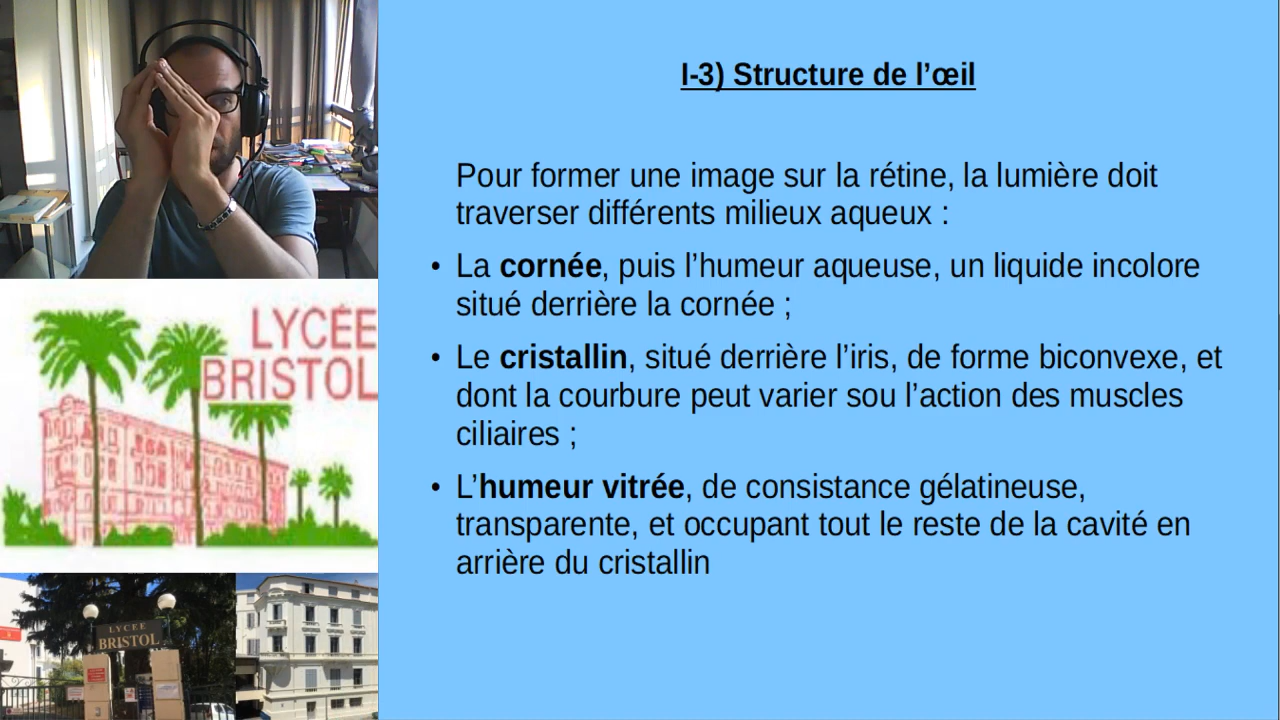 I-3) Structure de l’œil
Pour former une image sur la rétine, la lumière doit
traverser différents milieux aqueux :
• La cornée, puis l’humeur aqueuse, un liquide incolore
situé derrière la cornée ;
• Le cristallin, situé derrière l’iris, de forme biconvexe, et
dont la courbure peut varier sou l’action des muscles
ciliaires ;
• L’humeur vitrée, de consistance gélatineuse,
transparente, et occupant tout le reste de la cavité en
arrière du cristallin
LYCÉE
BRISTOL
LYCEE
BRISTOL